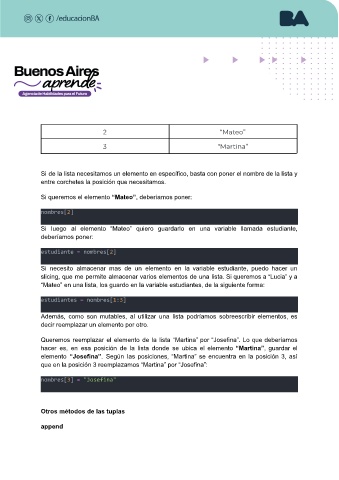 /educacionBA
BA
Buenos Aires
aprende
Agencia de Habilidades para el Futuro
2 "Mateo"
3 "Martina"
Si de la lista necesitamos un elemento en específico, basta con poner el nombre de la lista y
entre corchetes la posición que necesitamos.
Si queremos el elemento "Mateo", deberíamos poner:
nombres[2]
Si luego al elemento "Mateo" quiero guardarlo en una variable llamada estudiante,
deberíamos poner:
estudiante = nombres[2]
Si necesito almacenar mas de un elemento en la variable estudiante, puedo hacer un
slicing, que me permite almacenar varios elementos de una lista. Si queremos a "Lucía" y a
"Mateo" en una lista, los guardo en la variable estudiantes, de la siguiente forma:
estudiantes = nombres[1:3]
Además, como son mutables, al utilizar una lista podríamos sobreescribir elementos, es
decir reemplazar un elemento por otro.
Queremos reemplazar el elemento de la lista "Martina" por "Josefina". Lo que deberíamos
hacer es, en esa posición de la lista donde se ubica el elemento "Martina", guardar el
elemento "Josefina". Según las posiciones, "Martina" se encuentra en la posición 3, así
que en la posición 3 reemplazamos "Martina" por "Josefina":
nombres[3] = "Josefina"
Otros métodos de las tuplas
append